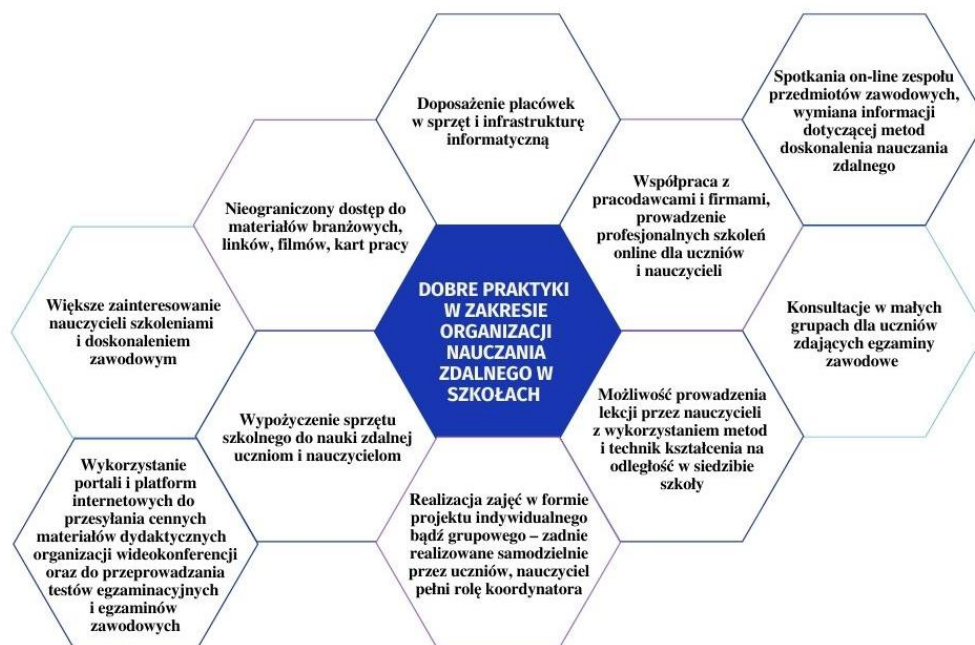 Doposażenie placówek
w sprzęt i infrastrukturę
informatyczną
Spotkania on-line zespołu
przedmiotów zawodowych,
wymiana informacji
dotyczącej metod
doskonalenia nauczania
zdalnego
Nieograniczony dostęp do
materiałów branżowych,
linków, filmów, kart pracy
Współpraca z
pracodawcami i firmami,
prowadzenie
profesjonalnych szkoleń
online dla uczniów
i nauczycieli
Większe zainteresowanie
nauczycieli szkoleniami
i doskonaleniem
zawodowym
DOBRE PRAKTYKI
W ZAKRESIE
ORGANIZACJI
NAUCZANIA
ZDALNEGO W
SZKOŁACH
Konsultacje w małych
grupach dla uczniów
zdających egzaminy
zawodowe
Wypożyczenie sprzętu
szkolnego do nauki zdalnej
uczniom i nauczycielom
Możliwość prowadzenia
lekcji przez nauczycieli
z wykorzystaniem metod
i technik kształcenia na
odległość w siedzibie
szkoły
Wykorzystanie
portali i platform
internetowych do
przesyłania cennych
materiałów dydaktycznych
organizacji wideokonferencji
oraz do przeprowadzania
testów egzaminacyjnych
i egzaminów
zawodowych
Realizacja zajęć w formie
projektu indywidualnego
bądź grupowego – zadnie
realizowane samodzielnie
przez uczniów, nauczyciel
pełni rolę koordynatora